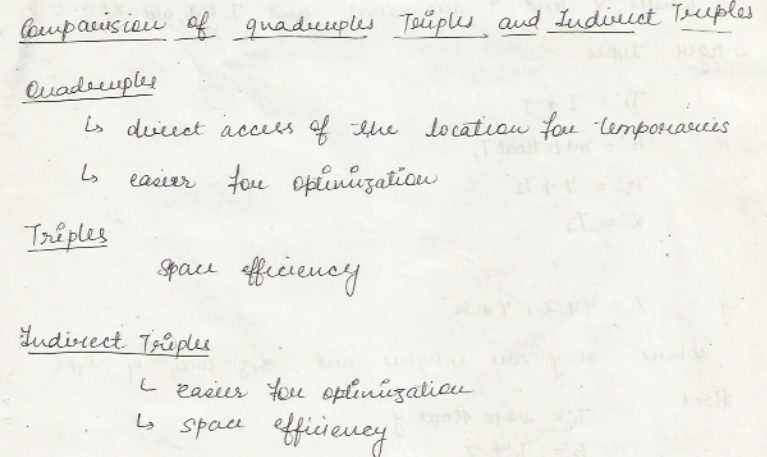 Comparision of quadruples Triples and Indirect Truples
Quadruples
↳ direct access of the location for temporaries
↳ easier for optimization
Triples
space efficiency
Indirect Triples
↳ easier for optimization
↳ space efficiency